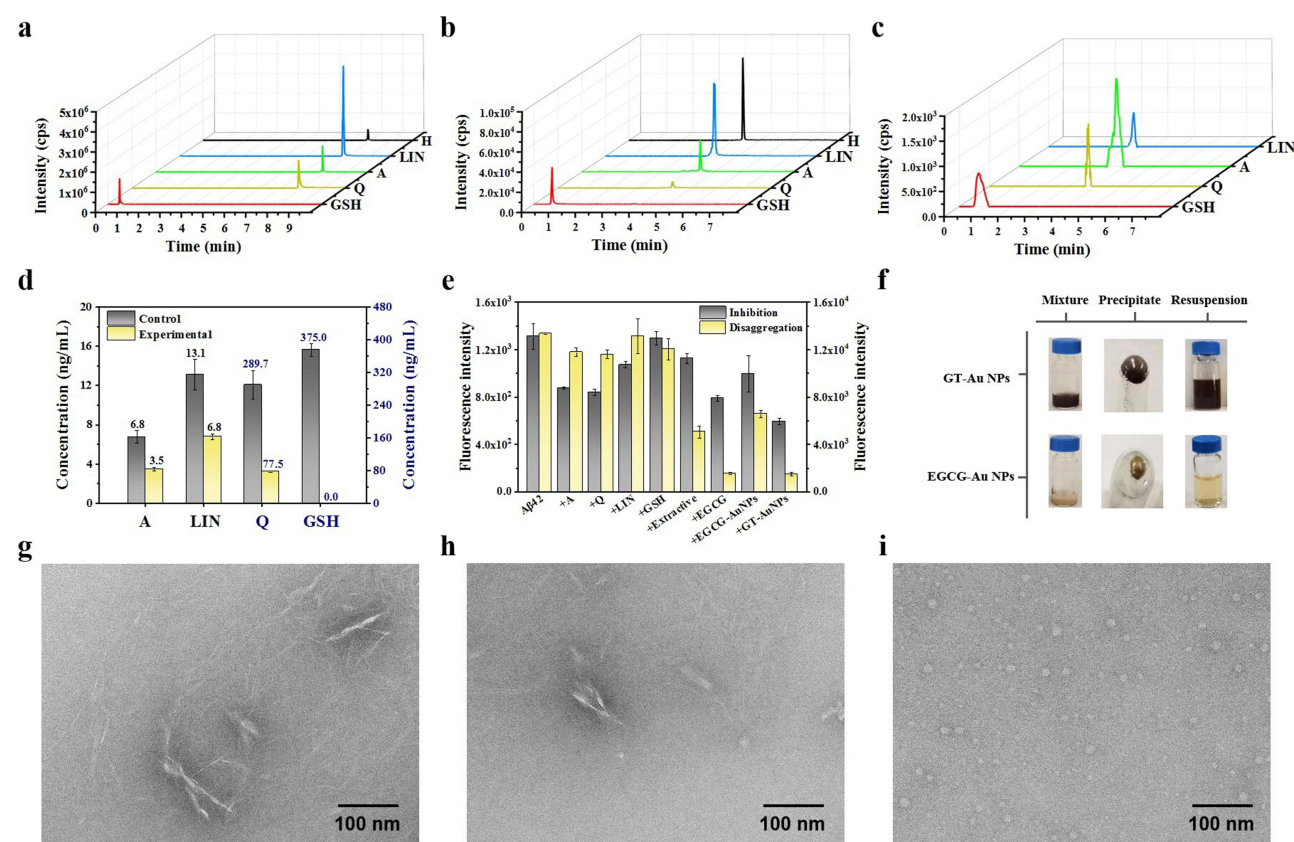 a
Intensity (cps)
5x10⁶
4x10⁶
3x10⁶
2x10⁶
1x10⁶
0
0 1 2 3 4 5 6 7 8 9
Time (min)
H
LIN
A
Q
GSH
b
Intensity (cps)
1.0x10⁵
8.0x10⁴
6.0x10⁴
4.0x10⁴
2.0x10⁴
0.0
0 1 2 3 4 5 6 7
Time (min)
H
LIN
A
Q
GSH
c
Intensity (cps)
2.0x10³
1.5x10³
1.0x10³
5.0x10²
0.0
0 1 2 3 4 5 6 7
Time (min)
LIN
A
Q
GSH
d
Concentration (ng/mL)
20
16
12
8
4
0
Control
Experimental
6.8
3.5
13.1
6.8
289.7
77.5
375.0
0.0
A LIN Q GSH
480
400
320
240
160
80
0
Concentration (ng/mL)
e
Fluorescence intensity
1.6x10³
1.2x10³
8.0x10²
4.0x10²
0.0
Inhibition
Disaggregation
Aβ42
+A
+Q
+LIN
+GSH
+Extractive
+EGCG
+EGCG-AuNPs
+GT-AuNPs
1.6x10⁴
1.2x10⁴
8.0x10³
4.0x10³
0.0
Fluorescence intensity
f
Mixture Precipitate Resuspension
GT-Au NPs
EGCG-Au NPs
g
100 nm
h
100 nm
i
100 nm